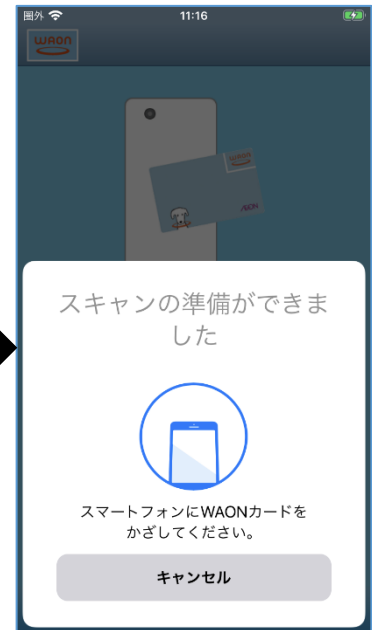 圏外 11:16
WAON
WAON
AEON
スキャンの準備ができま
した
スマートフォンにWAONカードを
かざしてください。
キャンセル